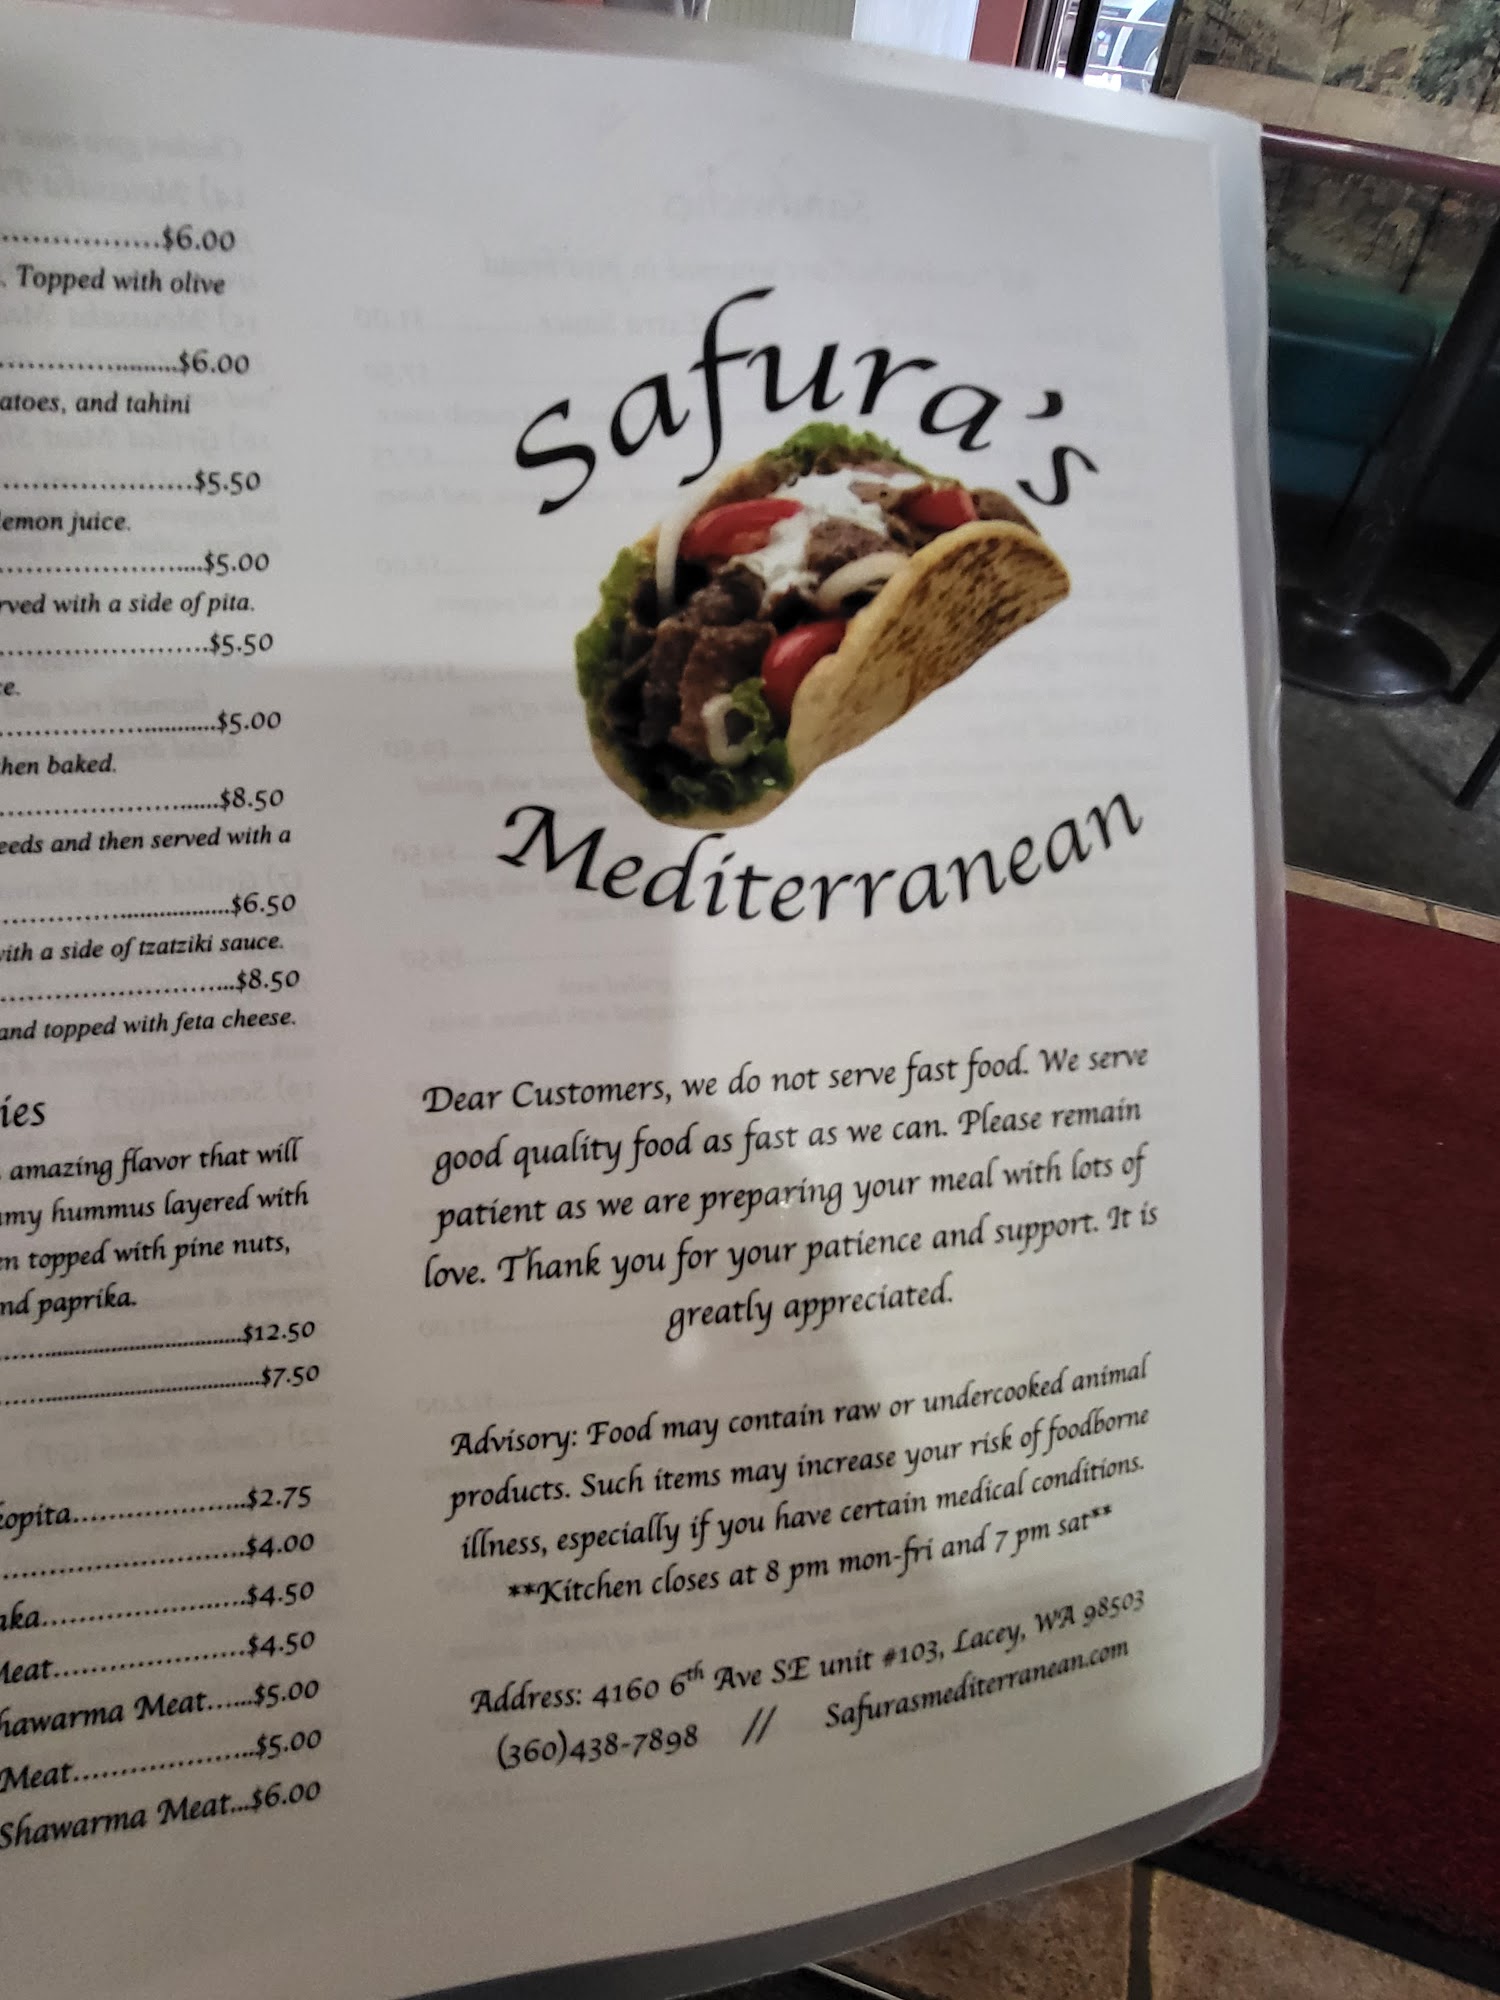 $6.00
. Topped with olive
$6.00
atoes, and tahini
$5.50
lemon juice.
$5.00
rved with a side of pita.
$5.50
ce.
$5.00
hen baked.
$8.50
eeds and then served with a
$6.50
with a side of tzatziki sauce.
$8.50
and topped with feta cheese.
ies
amazing flavor that will
amy hummus layered with
en topped with pine nuts,
nd paprika.
$12.50
$7.50
kopita.....................$2.75
$4.00
aka.........................$4.50
Meat.......................$4.50
hawarma Meat......$5.00
Meat.....................$5.00
Shawarma Meat...$6.00
Safura's
Mediterranean
Dear Customers, we do not serve fast food. We serve
good quality food as fast as we can. Please remain
patient as we are preparing your meal with lots of
love. Thank you for your patience and support. It is
greatly appreciated.
Advisory: Food may contain raw or undercooked animal
products. Such items may increase your risk of foodborne
illness, especially if you have certain medical conditions.
**Kitchen closes at 8 pm mon-fri and 7 pm sat**
Address: 4160 6th Ave SE unit #103, Lacey, WA 98503
(360)438-7898 // Safurasmediterranean.com